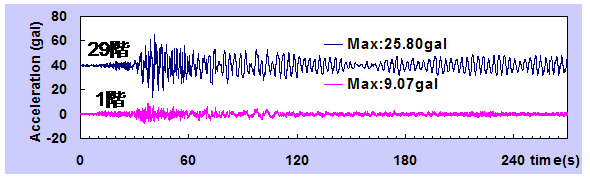 Acceleration (gal)
80
60
40
20
0
-20
29階
1階
Max:25.80gal
Max:9.07gal
0
60
120
180
240
time(s)